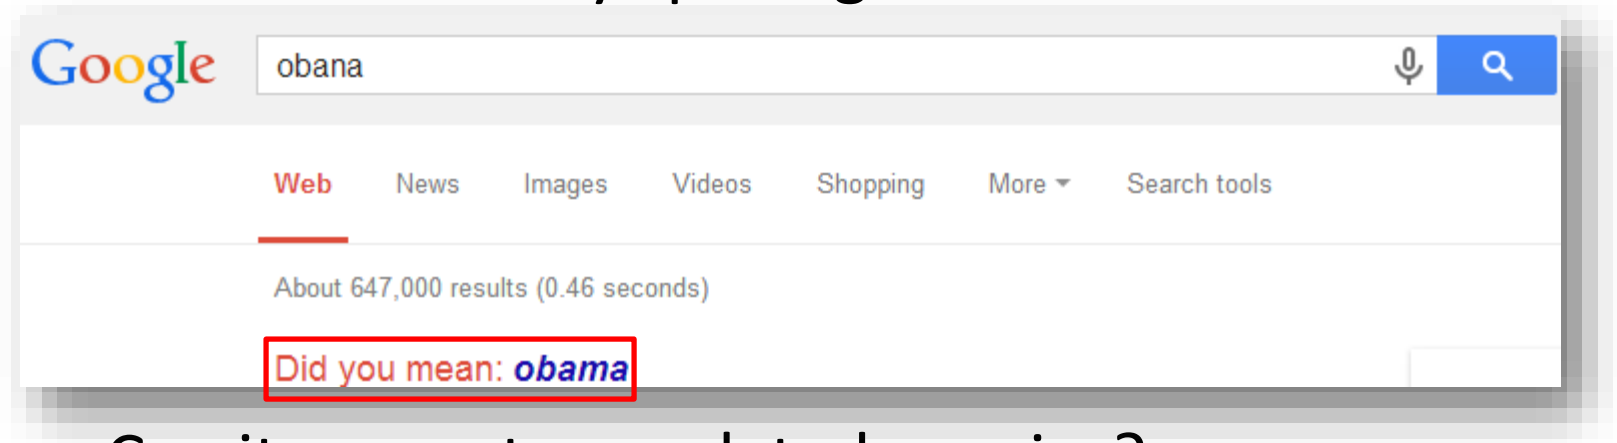 Google obana
Web News Images Videos Shopping More Search tools
About 647,000 results (0.46 seconds)
Did you mean: obama